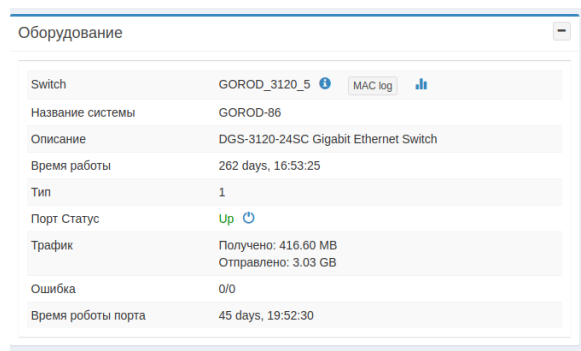 Оборудование
Switch GOROD_3120_5 MAC log
Название системы GOROD-86
Описание DGS-3120-24SC Gigabit Ethernet Switch
Время работы 262 days, 16:53:25
Тип 1
Порт Статус Up
Трафик Получено: 416.60 MB
Отправлено: 3.03 GB
Ошибка 0/0
Время роботы порта 45 days, 19:52:30